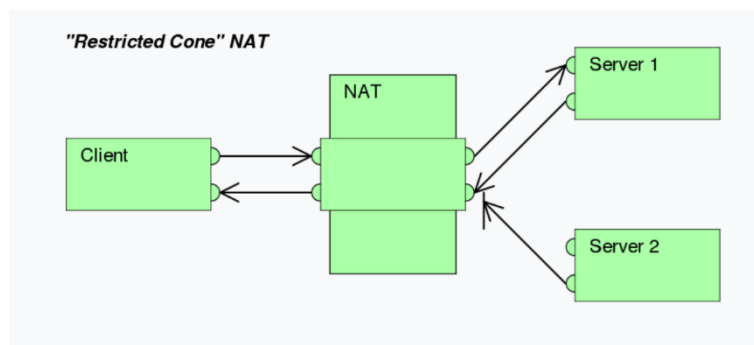 "Restricted Cone" NAT
Server 1
NAT
Client
Server 2